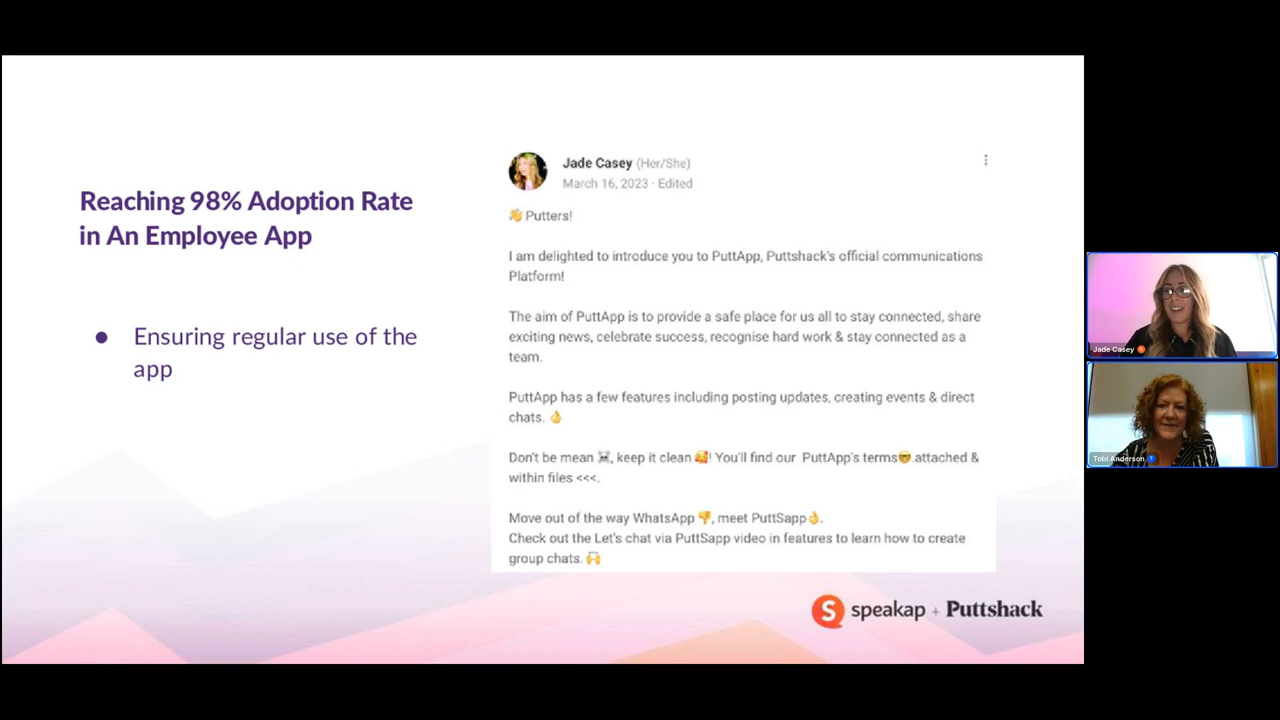 Reaching 98% Adoption Rate
in An Employee App
● Ensuring regular use of the
app
Jade Casey (Her/She)
March 16, 2023 · Edited
👋 Putters!
I am delighted to introduce you to PuttApp, Puttshack's official communications
Platform!
The aim of PuttApp is to provide a safe place for us all to stay connected, share
exciting news, celebrate success, recognise hard work & stay connected as a
team.
PuttApp has a few features including posting updates, creating events & direct
chats. 👌
Don't be mean ☠️, keep it clean 🥰! You'll find our PuttApp's terms🤓 attached &
within files <<<.
Move out of the way WhatsApp 👎, meet PuttSapp👌.
Check out the Let's chat via PuttSapp video in features to learn how to create
group chats. 🙌
S speakap + Puttshack
Jade Casey
Tobi Anderson